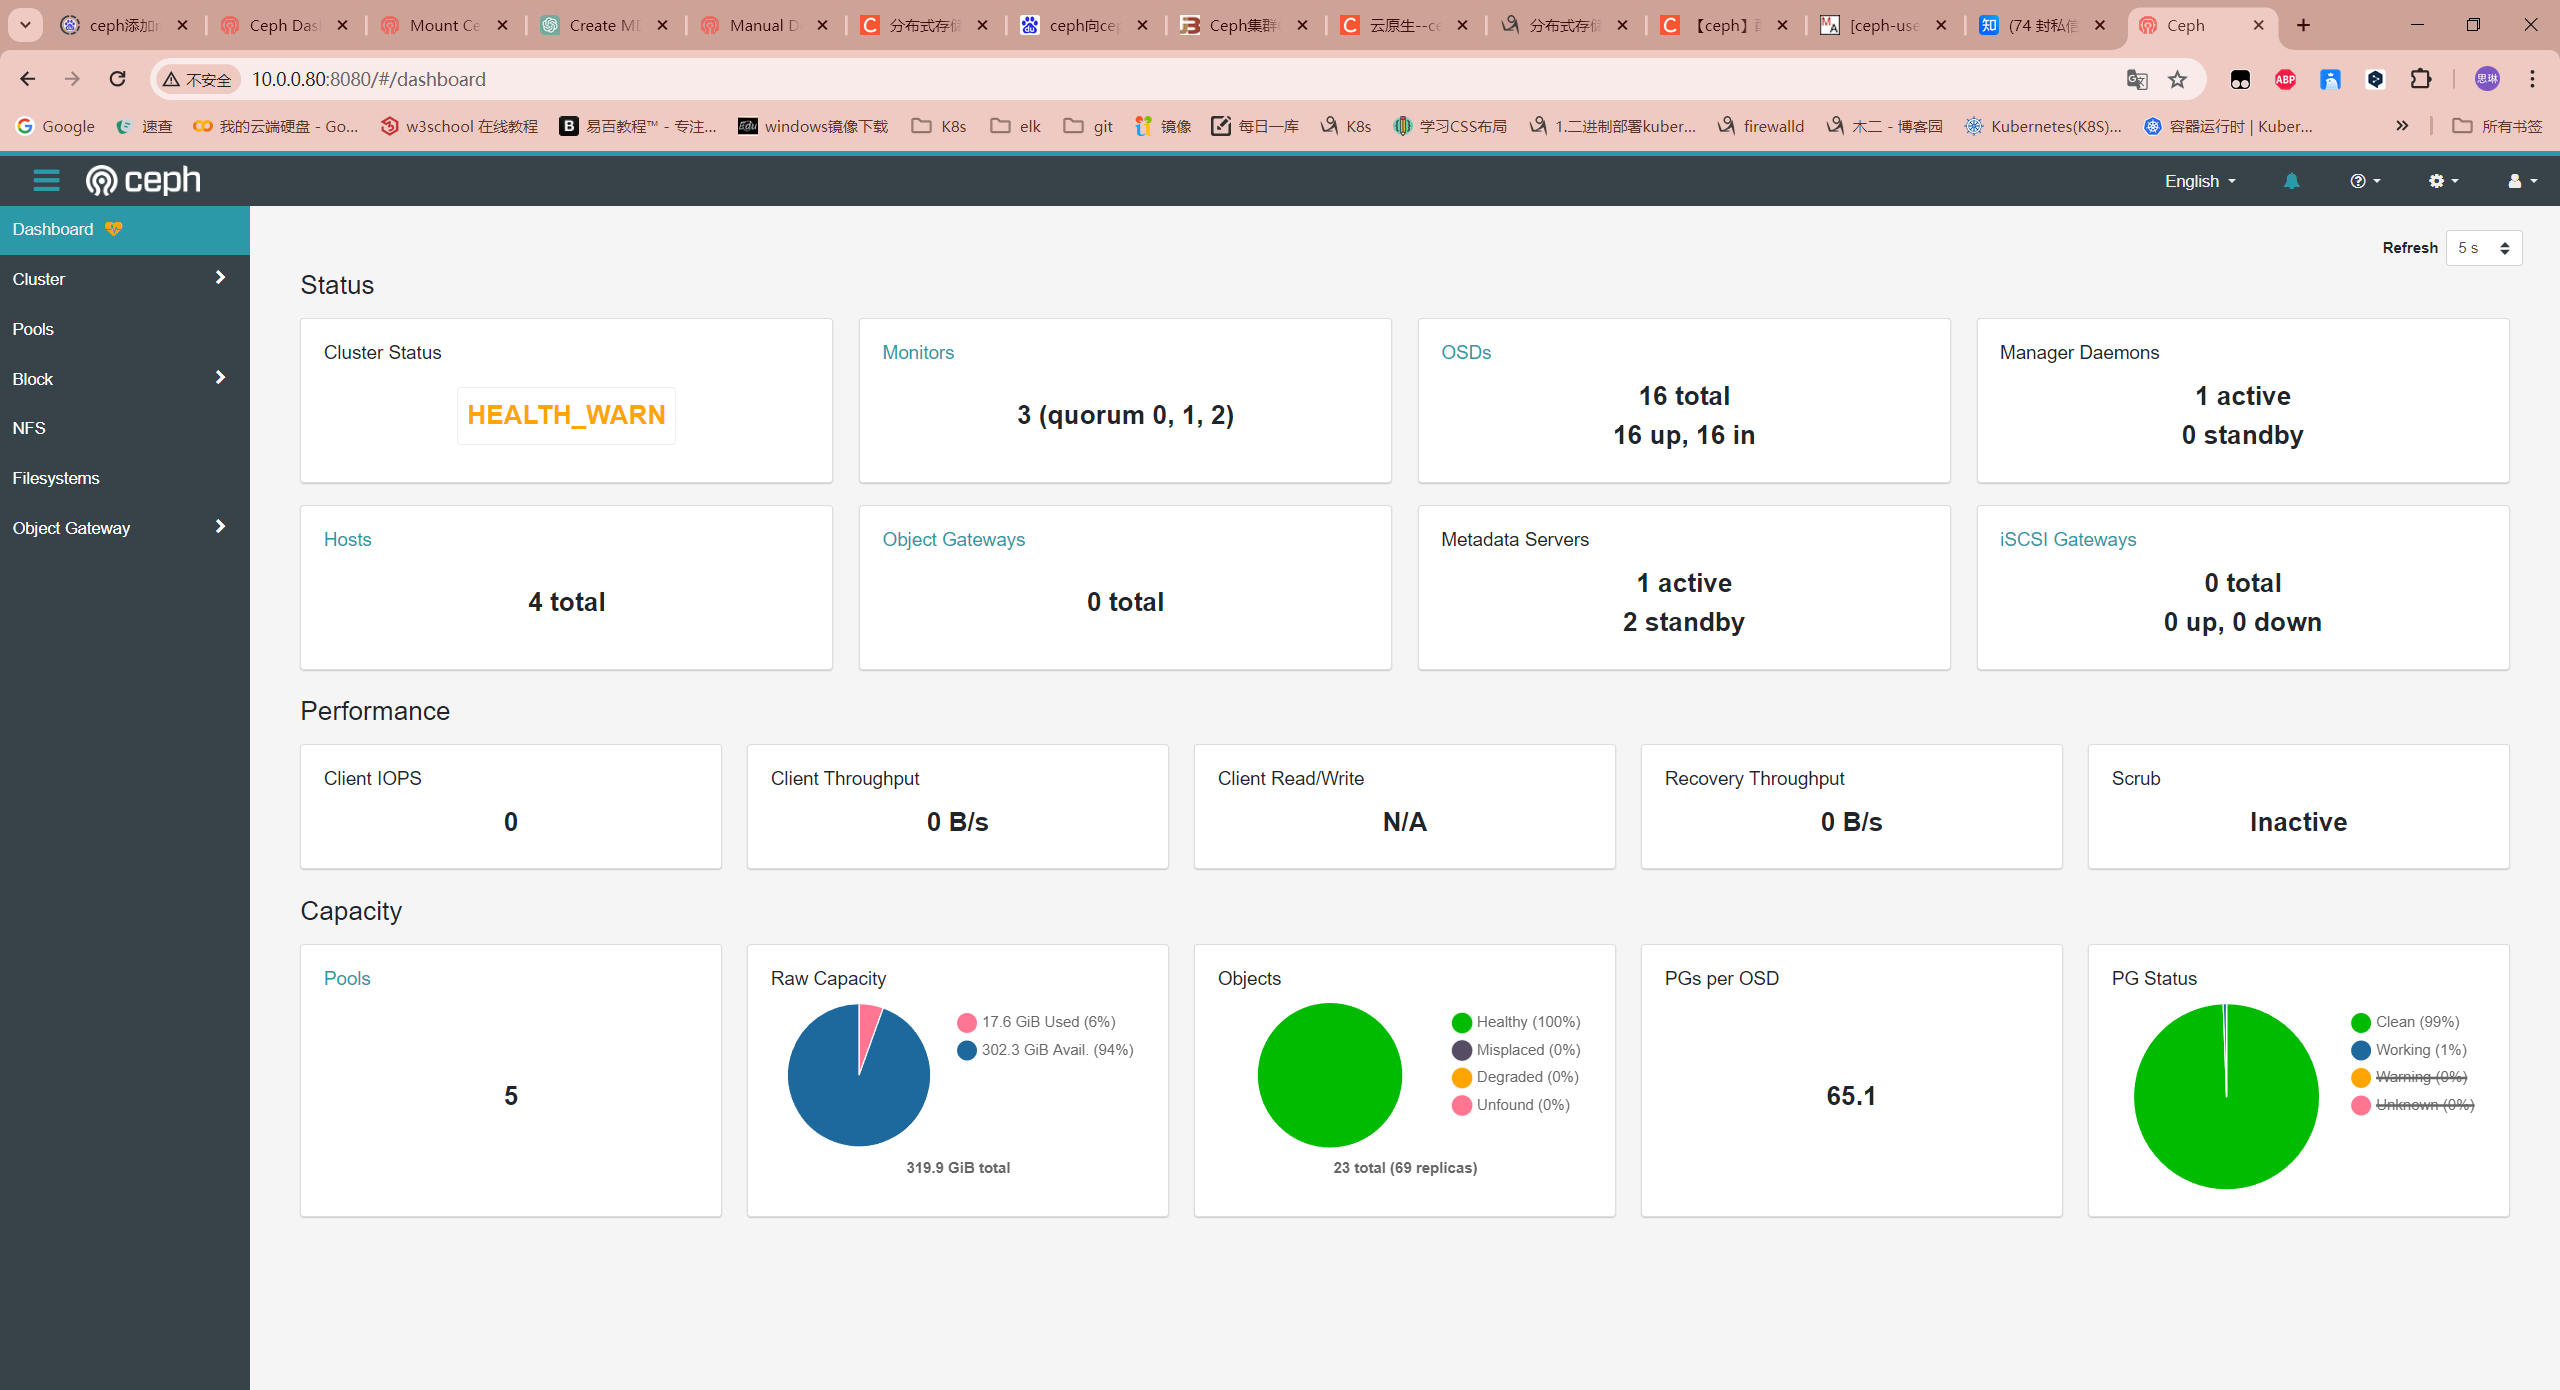 ceph添加
Ceph Das
Mount Ce
Create M
Manual D
分布式存储
ceph向cep
Ceph集群
云原生--ce
分布式存储
【ceph】
[ceph-use
(74 封私信
Ceph
不安全
10.0.0.80:8080/#/dashboard
思琳
Google
速查
我的云端硬盘 - Go...
w3school 在线教程
易百教程™ - 专注...
windows镜像下载
K8s
elk
git
镜像
每日一库
K8s
学习CSS布局
1.二进制部署kuber...
firewalld
木二 - 博客园
Kubernetes(K8S)...
容器运行时 | Kuber...
所有书签
ceph
English
Dashboard
Cluster
Pools
Block
NFS
Filesystems
Object Gateway
Refresh 5 s
Status
Cluster Status
HEALTH_WARN
Monitors
3 (quorum 0, 1, 2)
OSDs
16 total
16 up, 16 in
Manager Daemons
1 active
0 standby
Hosts
4 total
Object Gateways
0 total
Metadata Servers
1 active
2 standby
iSCSI Gateways
0 total
0 up, 0 down
Performance
Client IOPS
0
Client Throughput
0 B/s
Client Read/Write
N/A
Recovery Throughput
0 B/s
Scrub
Inactive
Capacity
Pools
5
Raw Capacity
17.6 GiB Used (6%)
302.3 GiB Avail. (94%)
319.9 GiB total
Objects
Healthy (100%)
Misplaced (0%)
Degraded (0%)
Unfound (0%)
23 total (69 replicas)
PGs per OSD
65.1
PG Status
Clean (99%)
Working (1%)
Warning (0%)
Unknown (0%)